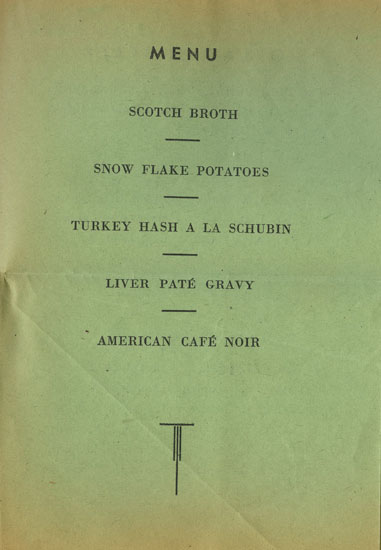 MENU
SCOTCH BROTH
SNOW FLAKE POTATOES
TURKEY HASH A LA SCHUBIN
LIVER PATÉ GRAVY
AMERICAN CAFÉ NOIR